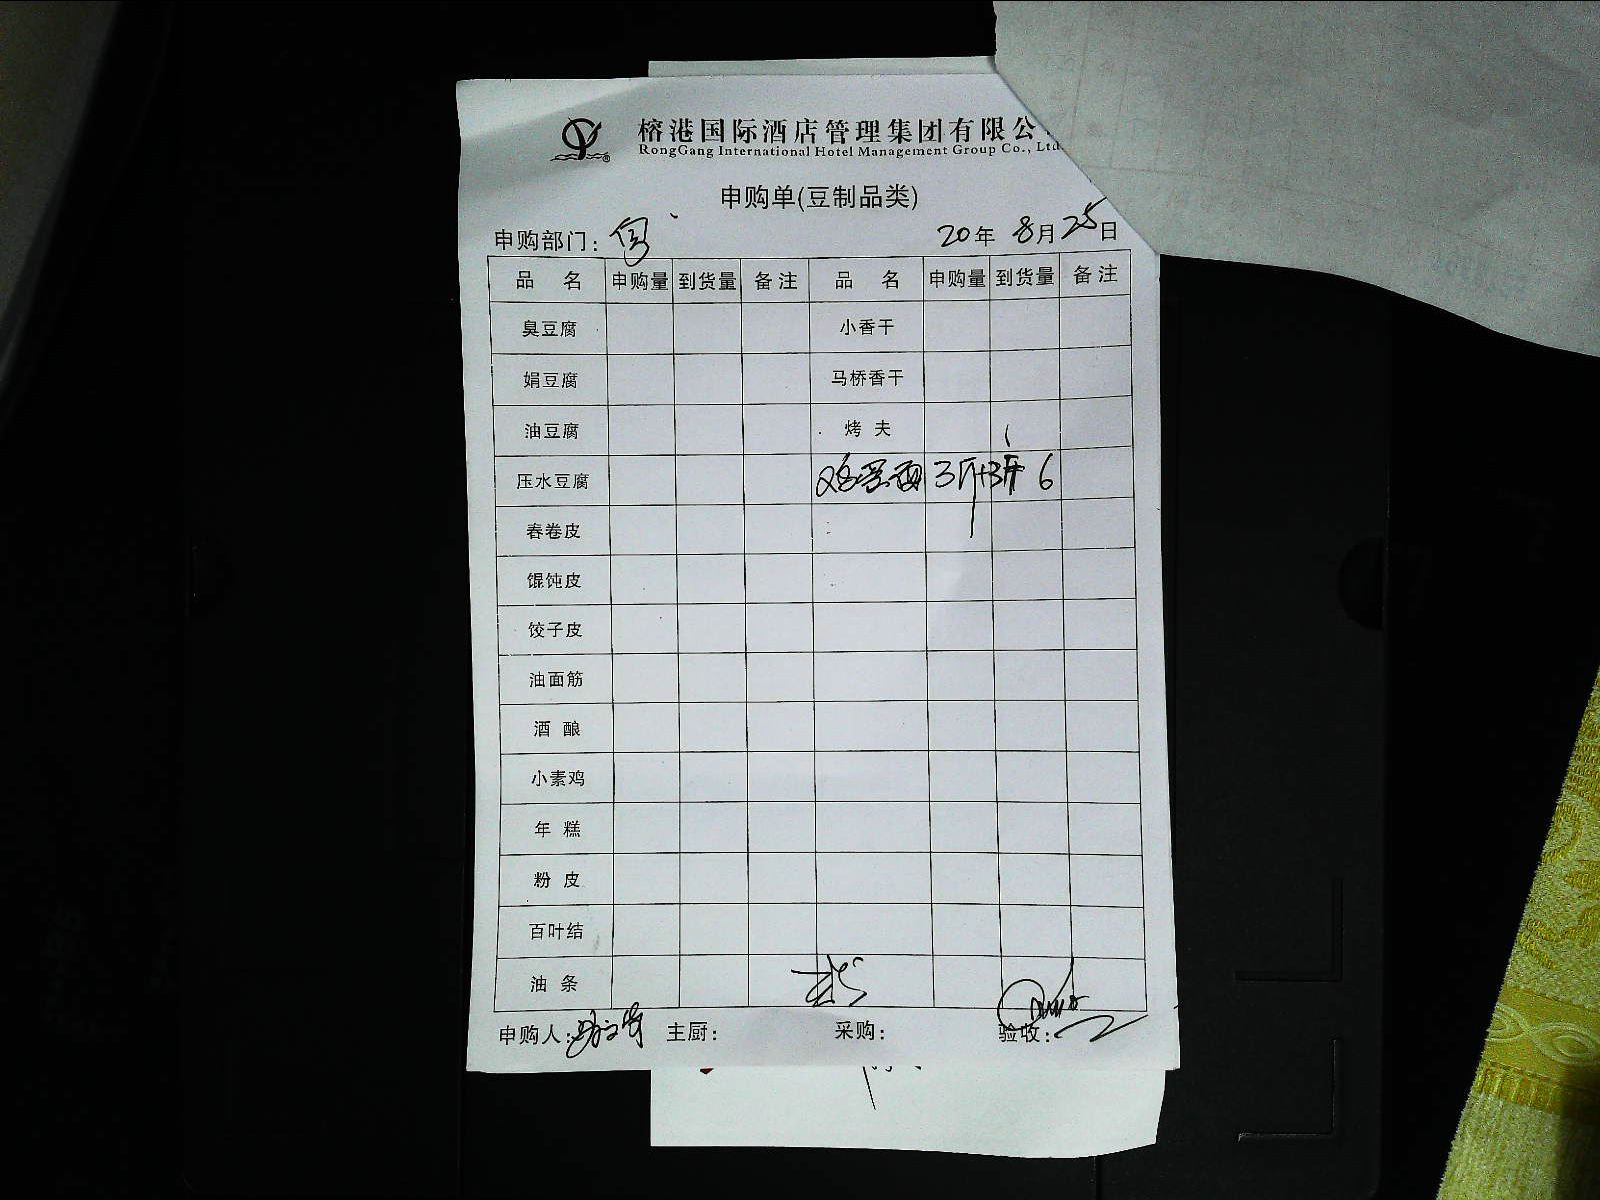 榕港国际酒店管理集团有限公
RongGang International Hotel Management Group Co., Ltd
申购单(豆制品类)
申购部门： 20年 8月25日
品 名 申购量 到货量 备注 品 名 申购量 到货量 备注
臭豆腐 小香干
娟豆腐 马桥香干
油豆腐 烤夫
压水豆腐 3斤+3斤 6
春卷皮
馄饨皮
饺子皮
油面筋
酒酿
小素鸡
年糕
粉皮
百叶结
油条
申购人： 主厨： 采购： 验收：